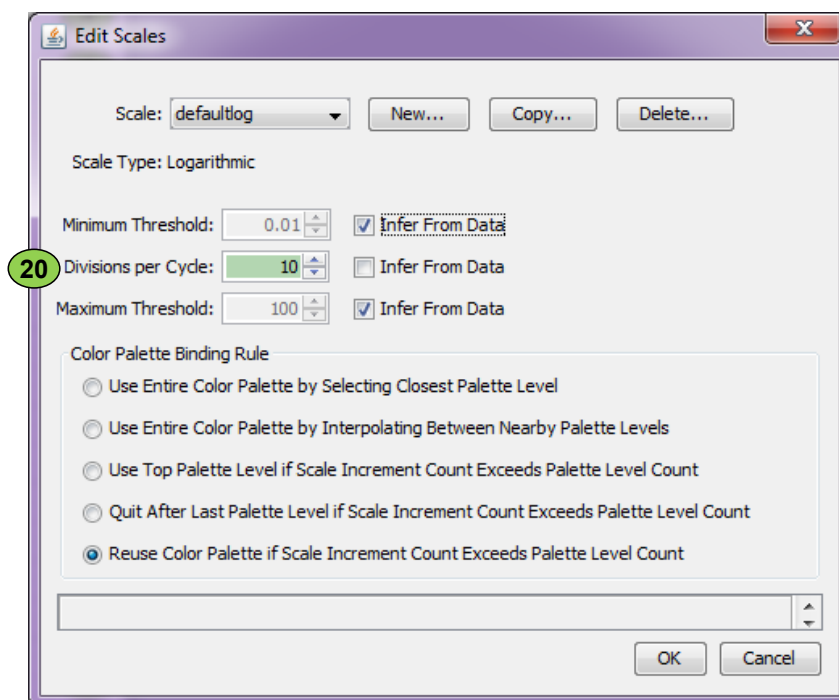 Edit Scales
Scale: defaultlog New... Copy... Delete...
Scale Type: Logarithmic
Minimum Threshold: 0.01 Infer From Data
20 Divisions per Cycle: 10 Infer From Data
Maximum Threshold: 100 Infer From Data
Color Palette Binding Rule
Use Entire Color Palette by Selecting Closest Palette Level
Use Entire Color Palette by Interpolating Between Nearby Palette Levels
Use Top Palette Level if Scale Increment Count Exceeds Palette Level Count
Quit After Last Palette Level if Scale Increment Count Exceeds Palette Level Count
Reuse Color Palette if Scale Increment Count Exceeds Palette Level Count
OK Cancel